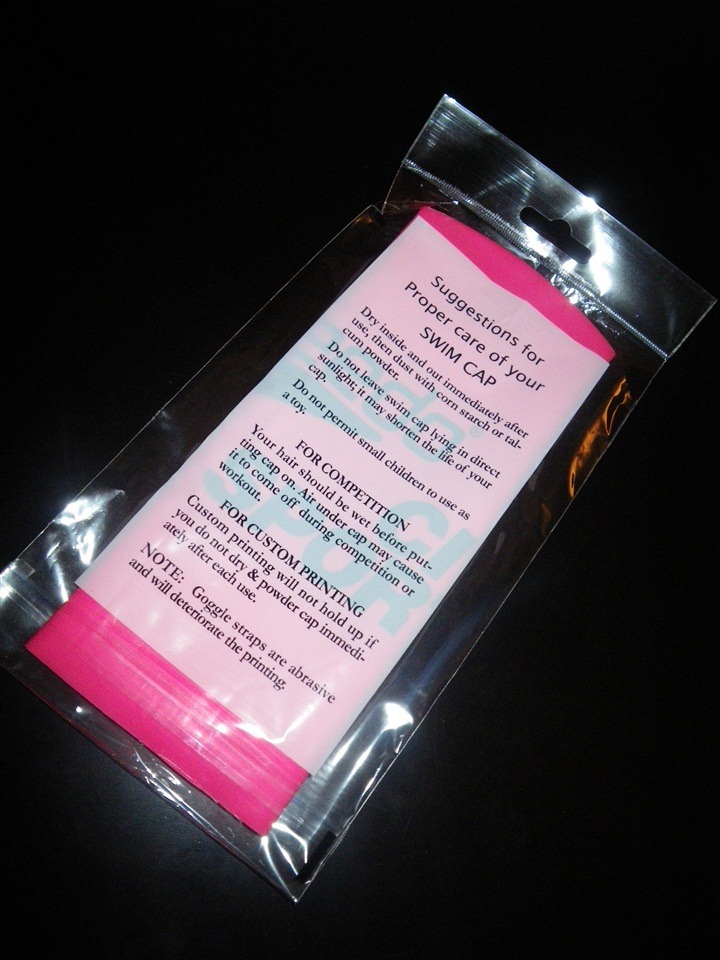 Suggestions for
Proper care of your
SWIM CAP
Dry inside and out immediately after
use, then dust with corn starch or tal-
cum powder.
Do not leave swim cap lying in direct
sunlight; it may shorten the life of your
cap.
Do not permit small children to use as
a toy.
FOR COMPETITION
Your hair should be wet before put-
ting cap on. Air under cap may cause
it to come off during competition or
workout.
FOR CUSTOM PRINTING
Custom printing will not hold up if
you do not dry & powder cap immedi-
ately after each use.
NOTE: Goggle straps are abrasive
and will deteriorate the printing.